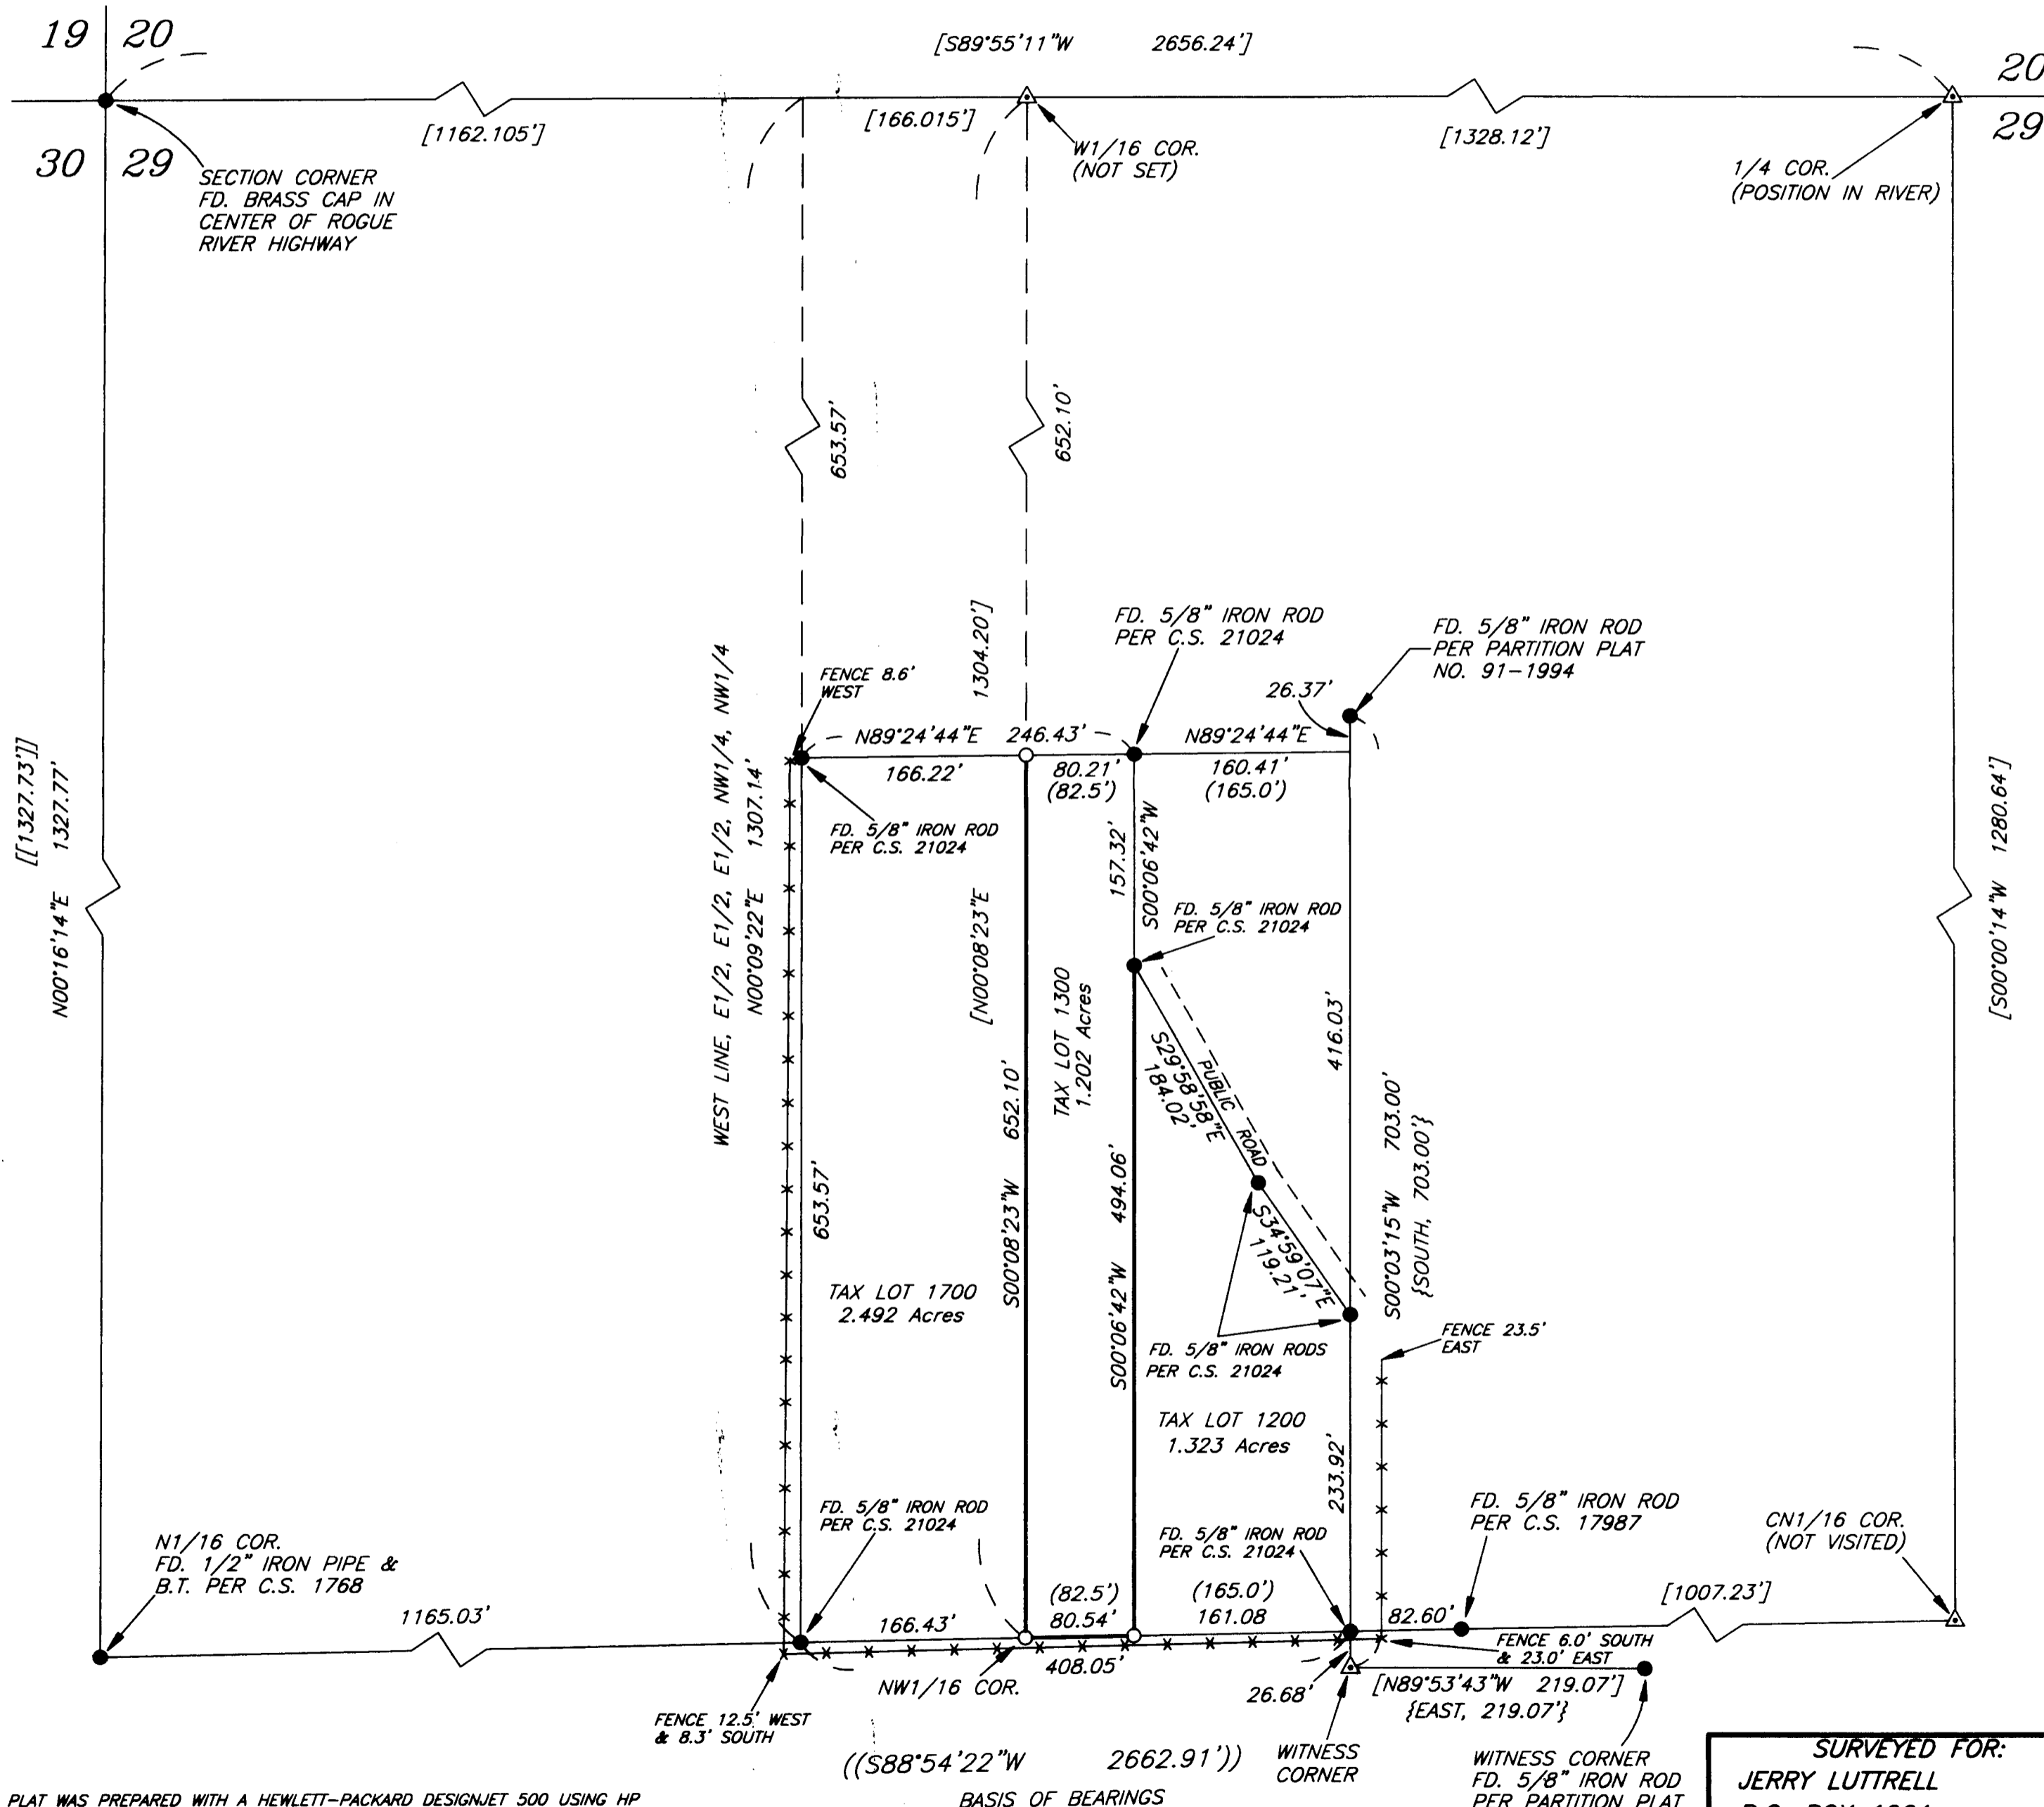 19 20
[S89°55'11"W 2656.24']
20
30 29
29
[1162.105']
[166.015']
[1328.12']
SECTION CORNER
FD. BRASS CAP IN
CENTER OF ROGUE
RIVER HIGHWAY
W1/16 COR.
(NOT SET)
1/4 COR.
(POSITION IN RIVER)
653.57'
652.10'
1304.20']
[N00°08'23"E
FD. 5/8" IRON ROD
PER C.S. 21024
FD. 5/8" IRON ROD
PER PARTITION PLAT
NO. 91-1994
26.37'
FENCE 8.6'
WEST
N89°24'44"E 246.43'
N89°24'44"E
166.22'
80.21'
(82.5')
160.41'
(165.0')
FD. 5/8" IRON ROD
PER C.S. 21024
WEST LINE, E1/2, E1/2, E1/2, NW1/4, NW1/4
N00°09'22"E 1307.14'
[[1327.73']]
N00°16'14"E 1327.77'
[S00°00'14"W 1280.64']
157.32'
S00°06'42"W
FD. 5/8" IRON ROD
PER C.S. 21024
TAX LOT 1300
1.202 Acres
S29°58'58"E
184.02'
PUBLIC ROAD
416.03'
S00°08'23"W 652.10'
S00°06'42"W 494.06'
S34°59'07"E
119.21'
S00°03'15"W 703.00'
{SOUTH, 703.00'}
653.57'
TAX LOT 1700
2.492 Acres
FD. 5/8" IRON RODS
PER C.S. 21024
FENCE 23.5'
EAST
TAX LOT 1200
1.323 Acres
233.92'
FD. 5/8" IRON ROD
PER C.S. 21024
FD. 5/8" IRON ROD
PER C.S. 21024
FD. 5/8" IRON ROD
PER C.S. 17987
CN1/16 COR.
(NOT VISITED)
N1/16 COR.
FD. 1/2" IRON PIPE &
B.T. PER C.S. 1768
1165.03'
166.43'
(82.5')
80.54'
(165.0')
161.08
82.60'
[1007.23']
408.05'
NW1/16 COR.
FENCE 6.0' SOUTH
& 23.0' EAST
26.68'
[N89°53'43"W 219.07']
{EAST, 219.07'}
FENCE 12.5' WEST
& 8.3' SOUTH
((S88°54'22"W 2662.91'))
BASIS OF BEARINGS
WITNESS
CORNER
WITNESS CORNER
FD. 5/8" IRON ROD
PER PARTITION PLAT
SURVEYED FOR:
JERRY LUTTRELL
PLAT WAS PREPARED WITH A HEWLETT-PACKARD DESIGNJET 500 USING HP